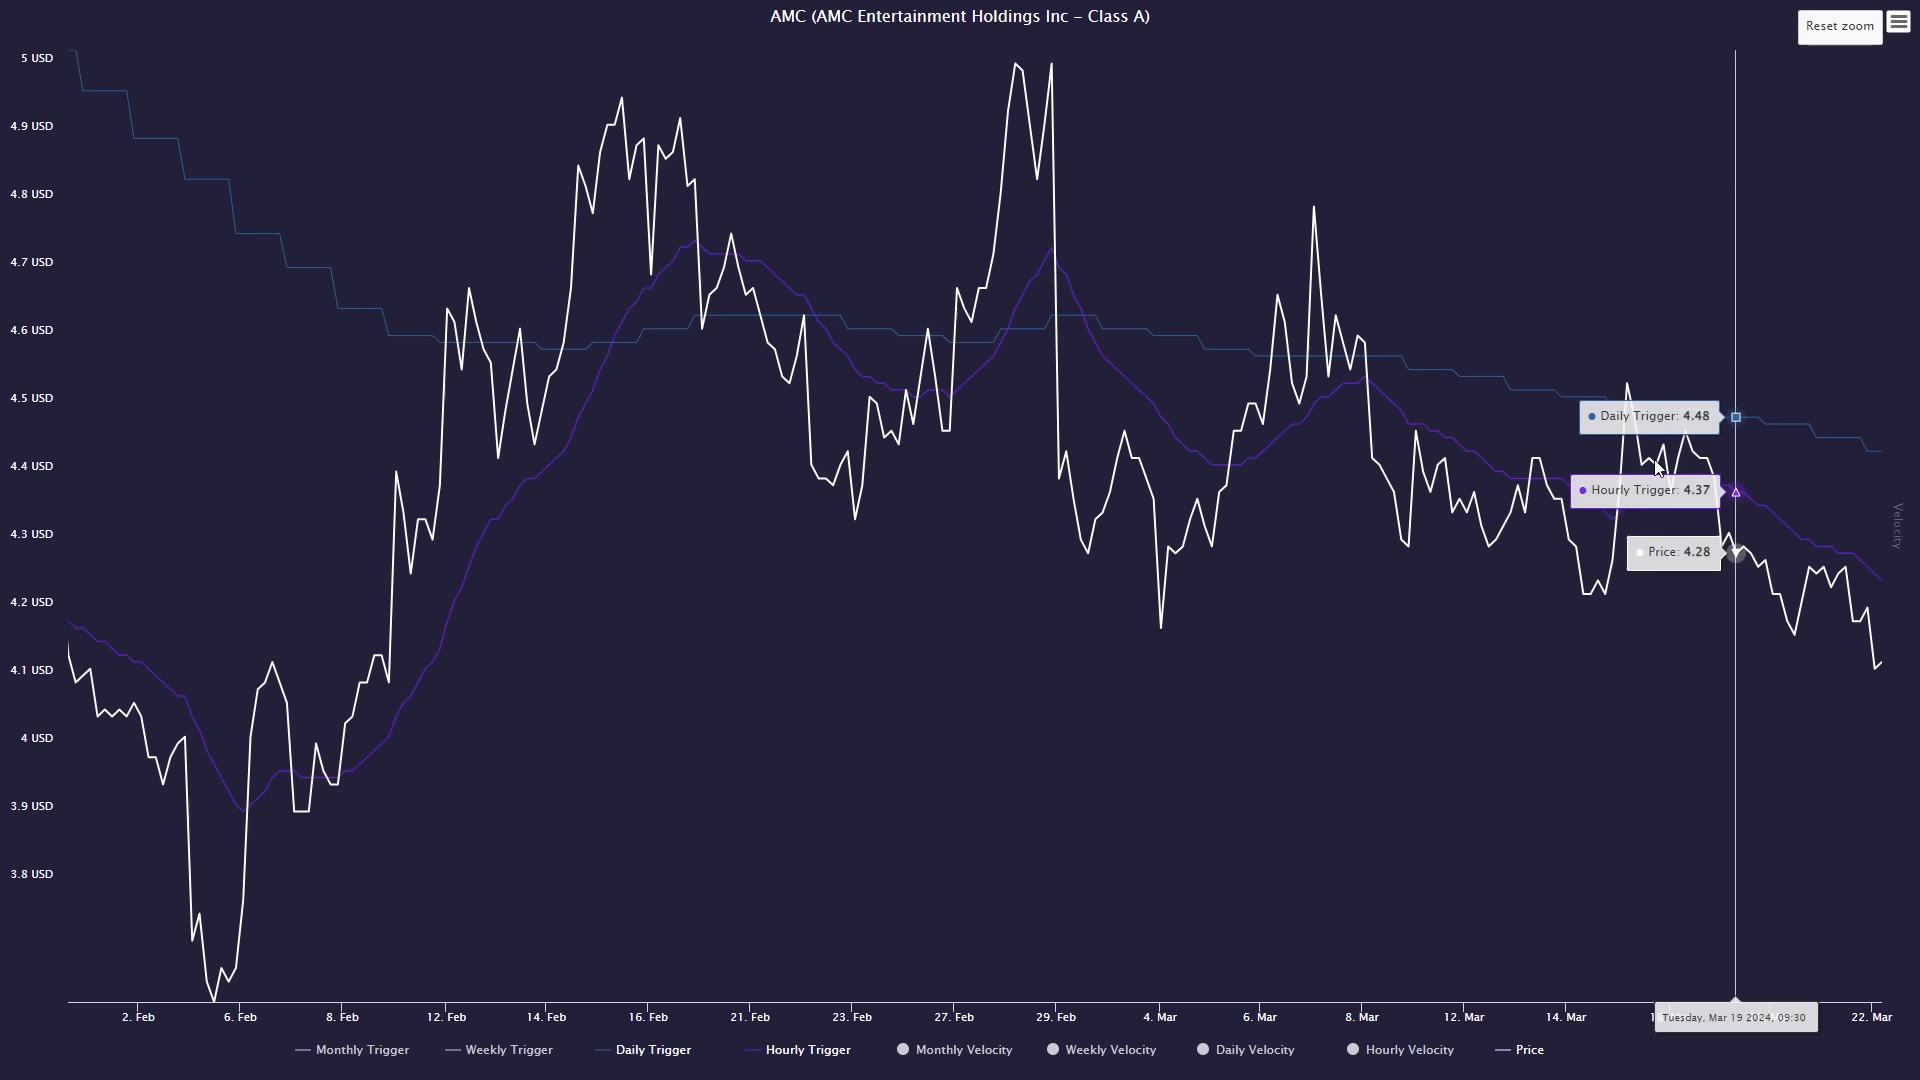 AMC (AMC Entertainment Holdings Inc – Class A)
Reset zoom
5 USD
4.9 USD
4.8 USD
4.7 USD
4.6 USD
4.5 USD
4.4 USD
4.3 USD
4.2 USD
4.1 USD
4 USD
3.9 USD
3.8 USD
Daily Trigger: 4.48
Hourly Trigger: 4.37
Price: 4.28
Velocity
2. Feb
6. Feb
8. Feb
12. Feb
14. Feb
16. Feb
21. Feb
23. Feb
27. Feb
29. Feb
4. Mar
6. Mar
8. Mar
12. Mar
14. Mar
Tuesday, Mar 19 2024, 09:30
22. Mar
Monthly Trigger
Weekly Trigger
Daily Trigger
Hourly Trigger
Monthly Velocity
Weekly Velocity
Daily Velocity
Hourly Velocity
Price